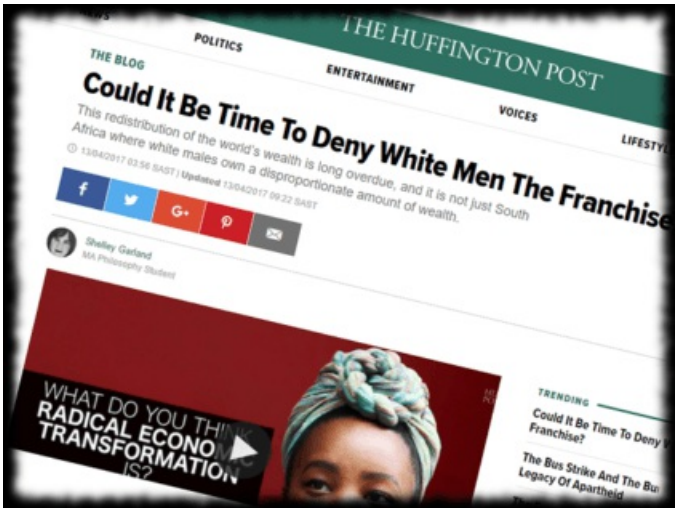 THE HUFFINGTON POST
POLITICS
ENTERTAINMENT
VOICES
THE BLOG
Could It Be Time To Deny White Men The Franchise
This redistribution of the world's wealth is long overdue, and it is not just South
Africa where white males own a disproportionate amount of wealth.
13/04/2017 03:56 SAST | Updated 13/04/2017 09:22 SAST
f
G+
Shelley Garland
MA Philosophy Student
WHAT DO YOU THINK
RADICAL ECONOMIC
TRANSFORMATION
IS?
TRENDING
Could It Be Time To Deny
Franchise?
The Bus Strike And The
Legacy Of Apartheid